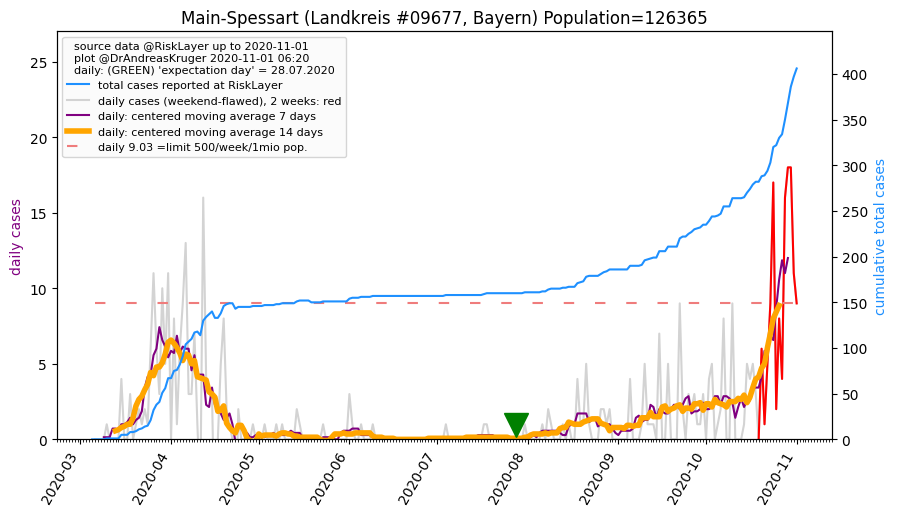 Main-Spessart (Landkreis #09677, Bayern) Population=126365
source data @RiskLayer up to 2020-11-01
plot @DrAndreasKruger 2020-11-01 06:20
daily: (GREEN) 'expectation day' = 28.07.2020
total cases reported at RiskLayer
daily cases (weekend-flawed), 2 weeks: red
daily: centered moving average 7 days
daily: centered moving average 14 days
daily 9.03 =limit 500/week/1mio pop.
daily cases
25
20
15
10
5
0
cumulative total cases
400
350
300
250
200
150
100
50
0
2020-03
2020-04
2020-05
2020-06
2020-07
2020-08
2020-09
2020-10
2020-11